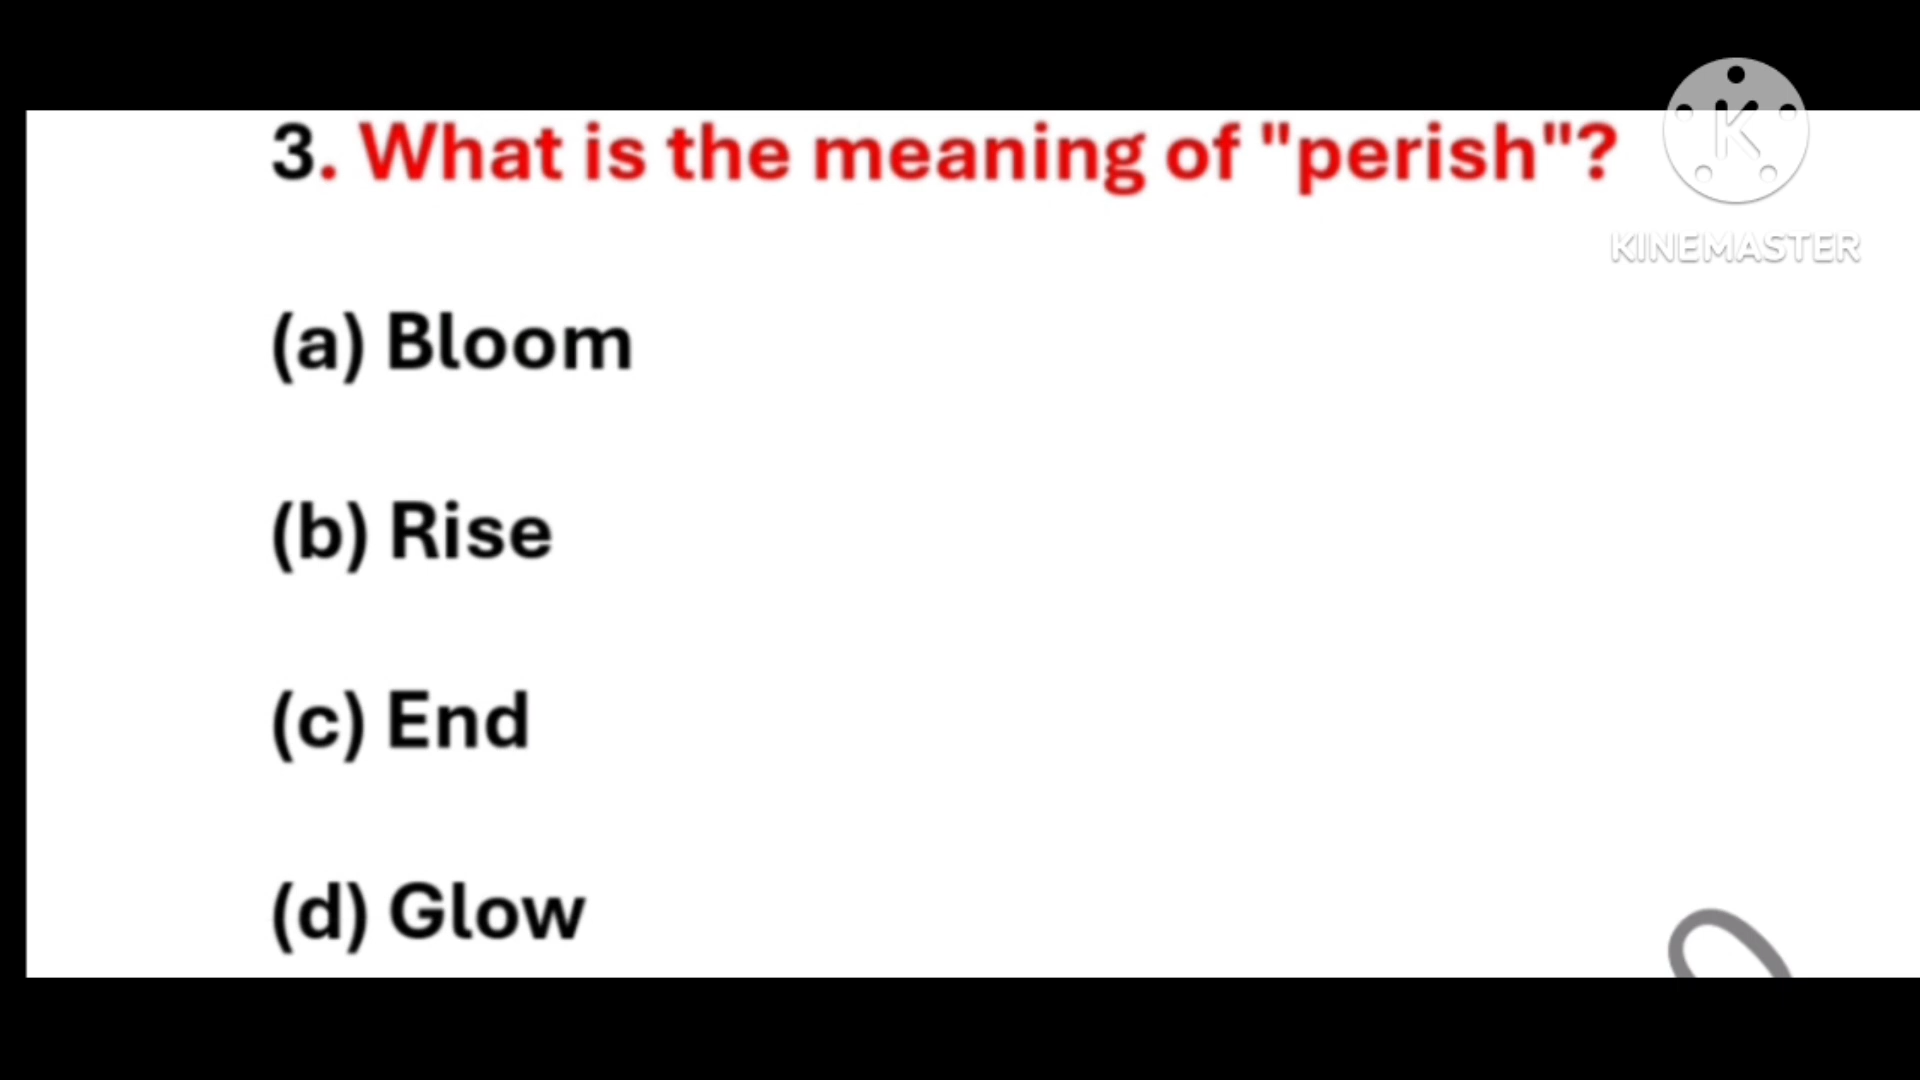 3. What is the meaning of "perish"?
K
KINEMASTER
(a) Bloom
(b) Rise
(c) End
(d) Glow